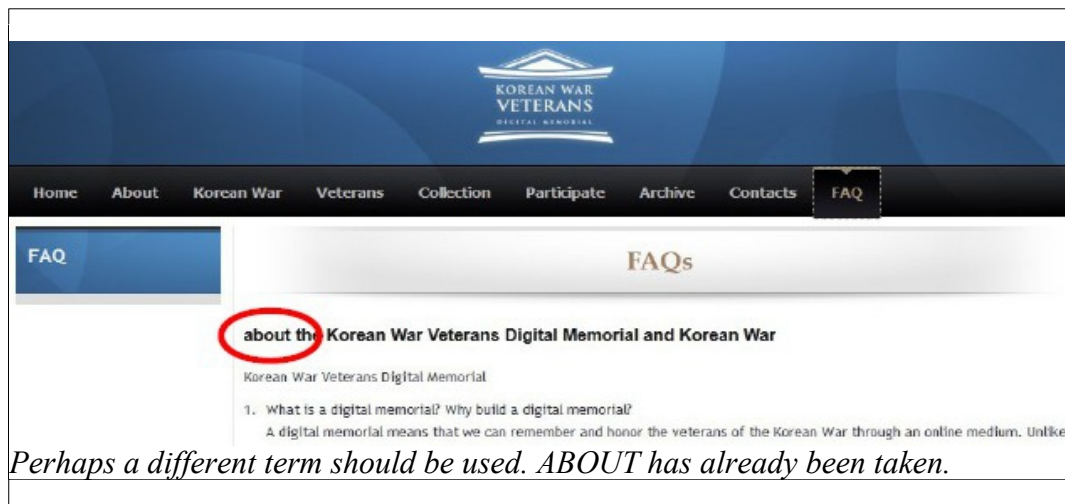 KOREAN WAR
VETERANS
DIGITAL MEMORIAL
Home About Korean War Veterans Collection Participate Archive Contacts FAQ
FAQ
FAQs
about the Korean War Veterans Digital Memorial and Korean War
Korean War Veterans Digital Memorial
1. What is a digital memorial? Why build a digital memorial?
A digital memorial means that we can remember and honor the veterans of the Korean War through an online medium. Unlike
Perhaps a different term should be used. ABOUT has already been taken.